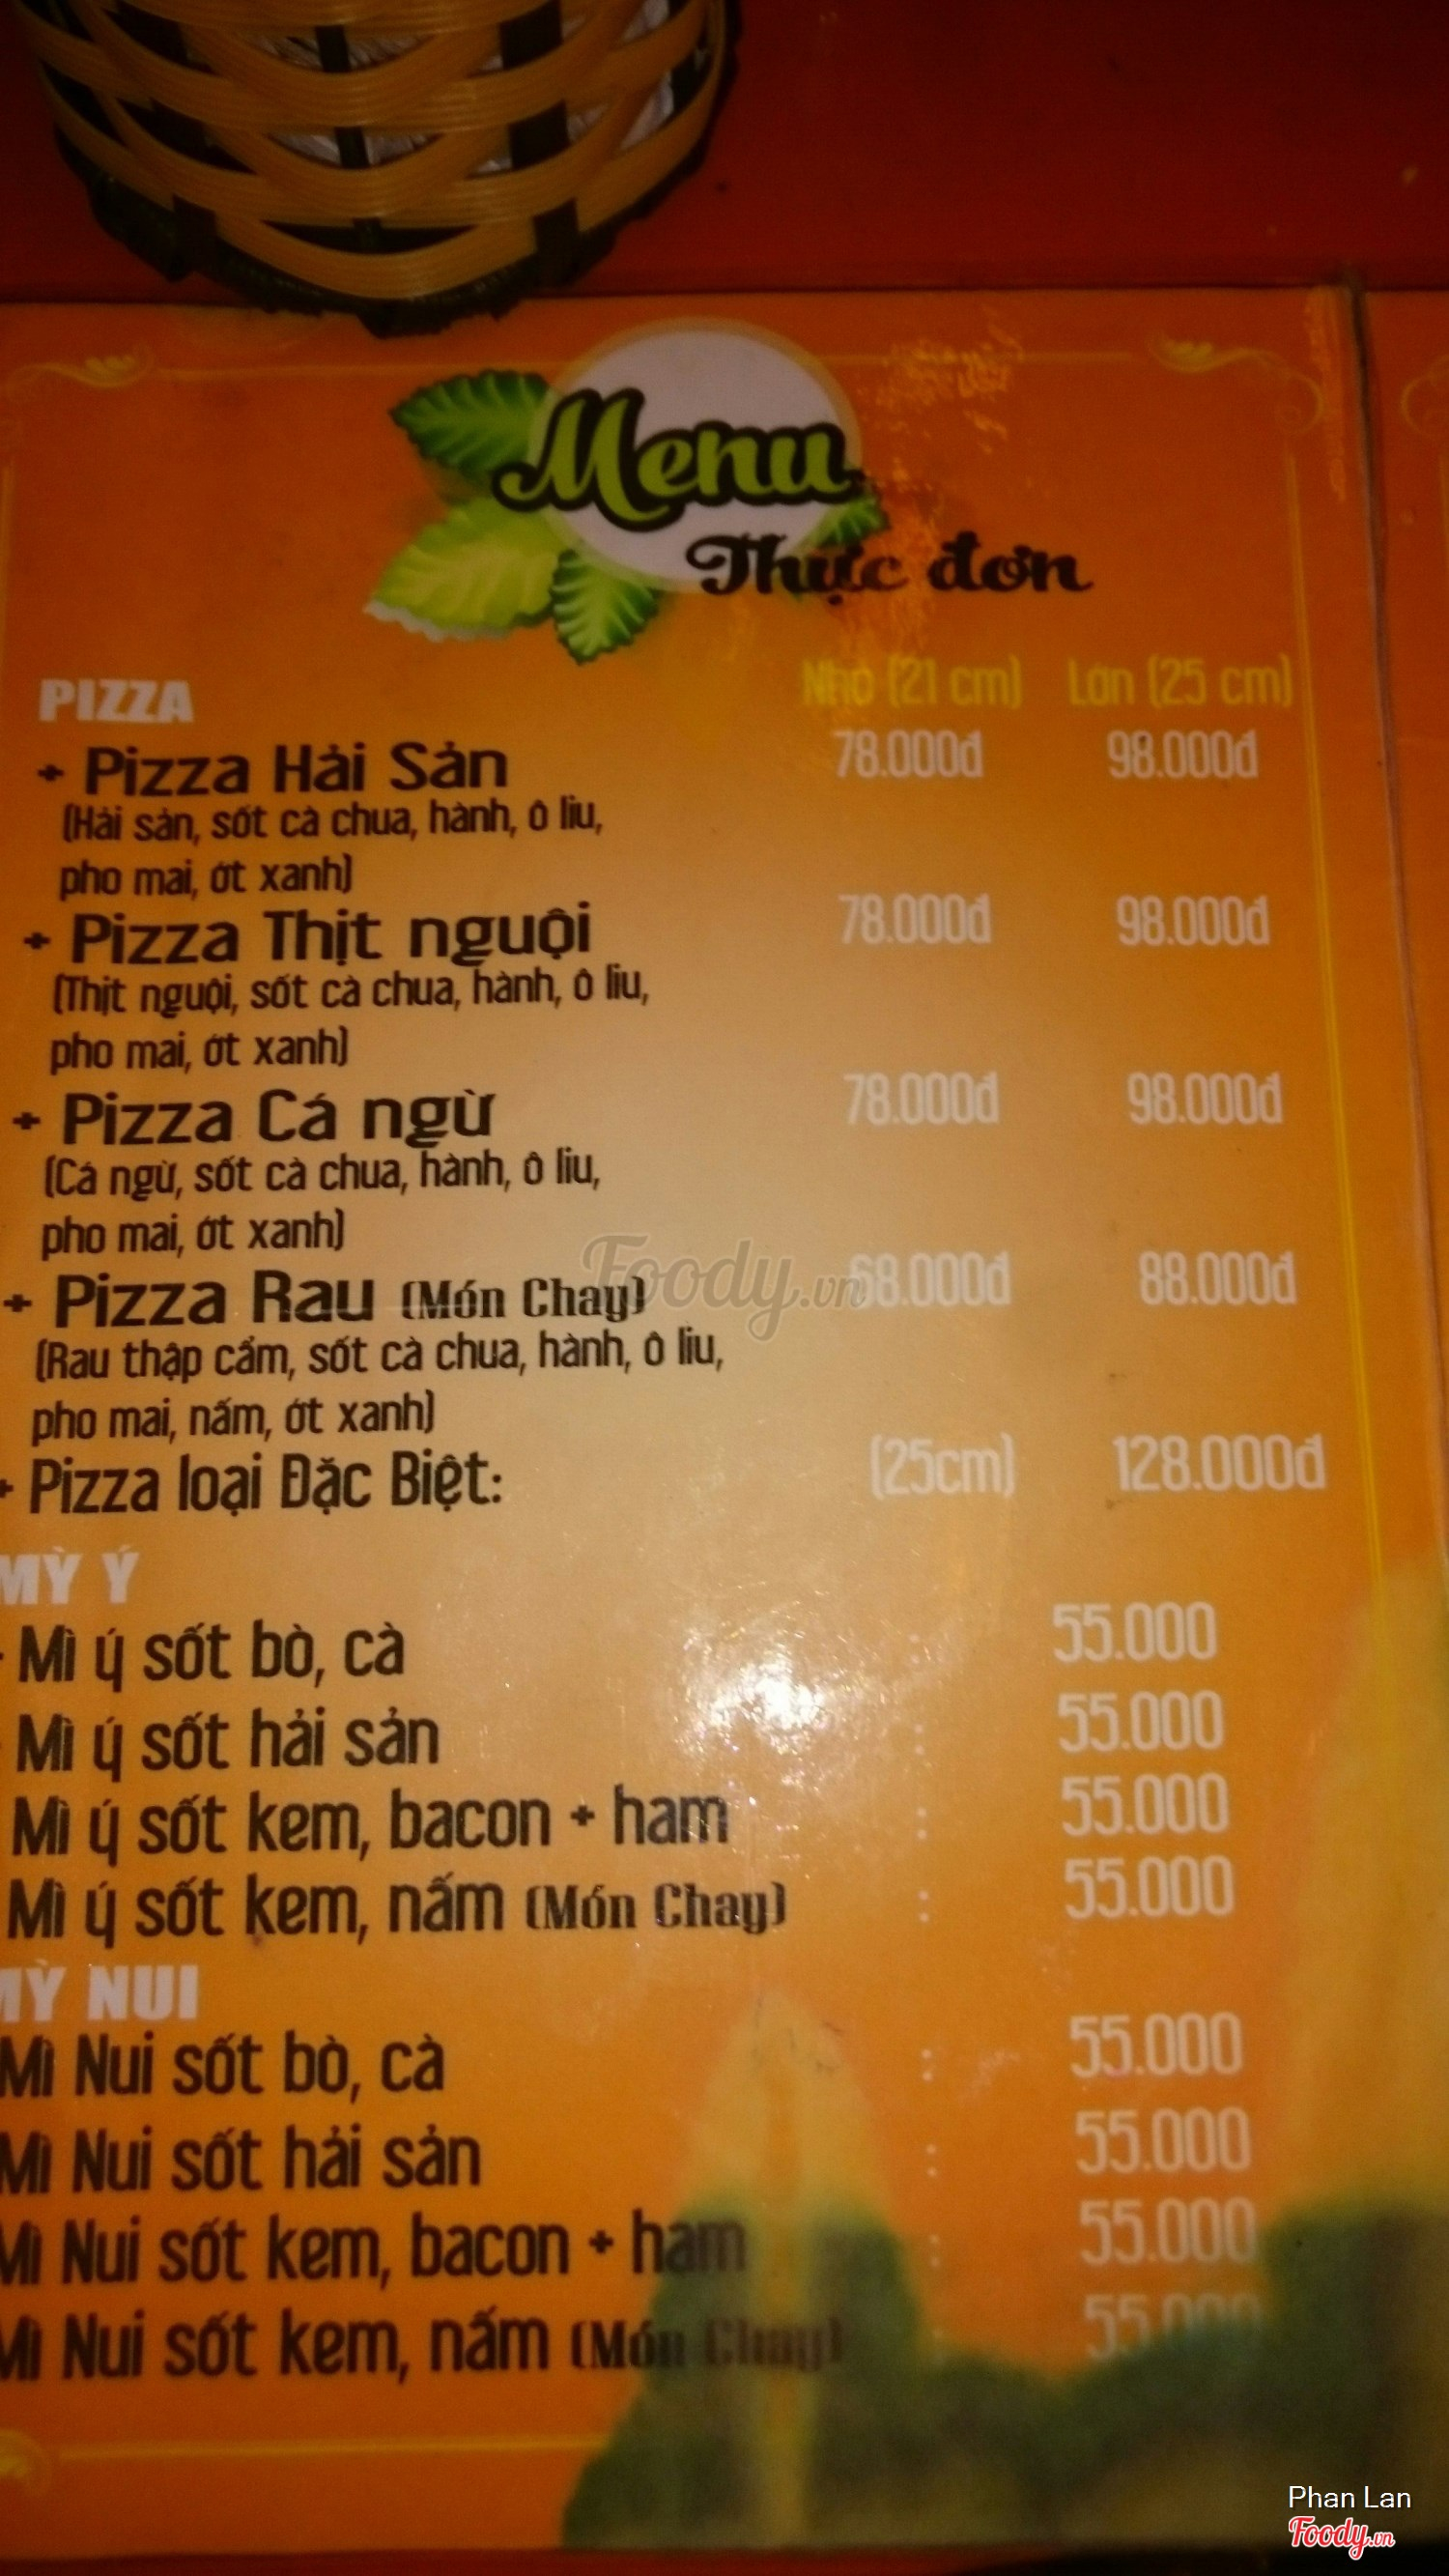 Menu
Thực đơn
PIZZA Nhỏ (21 cm) Lớn (25 cm)
+ Pizza Hải Sản 78.000đ 98.000đ
(Hải sản, sốt cà chua, hành, ô liu,
pho mai, ớt xanh)
+ Pizza Thịt nguội 78.000đ 98.000đ
(Thịt nguội, sốt cà chua, hành, ô liu,
pho mai, ớt xanh)
+ Pizza Cá ngừ 78.000đ 98.000đ
(Cá ngừ, sốt cà chua, hành, ô liu,
pho mai, ớt xanh)
+ Pizza Rau (Món Chay) 68.000đ 88.000đ
Foody.vn
(Rau thập cẩm, sốt cà chua, hành, ô liu,
pho mai, nấm, ớt xanh)
+ Pizza loại Đặc Biệt: (25cm) 128.000đ
MỲ Ý
Mì ý sốt bò, cà : 55.000
Mì ý sốt hải sản : 55.000
Mì ý sốt kem, bacon + ham : 55.000
Mì ý sốt kem, nấm (Món Chay) : 55.000
MỲ NUI
Mì Nui sốt bò, cà : 55.000
Mì Nui sốt hải sản : 55.000
Mì Nui sốt kem, bacon + ham : 55.000
Mì Nui sốt kem, nấm (Món Chay) : 55.000
Phan Lan
Foody.vn